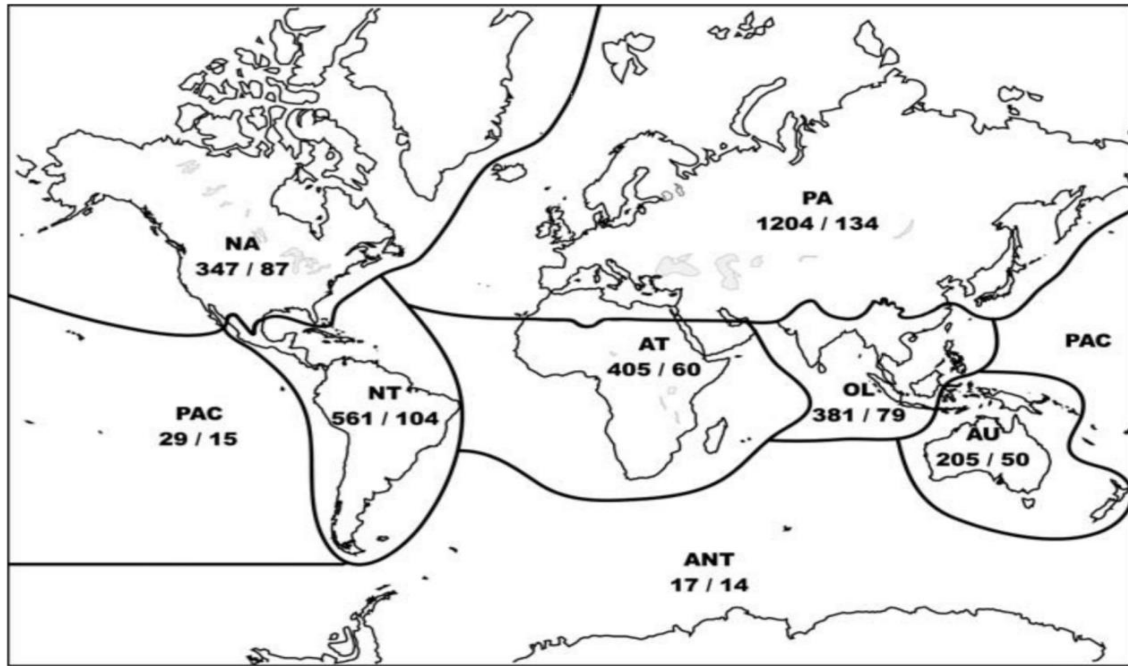 PA
1204 / 134
NA
347 / 87
AT
405 / 60
PAC
NT
561 / 104
OL
381 / 79
PAC
29 / 15
AU
205 / 50
ANT
17 / 14